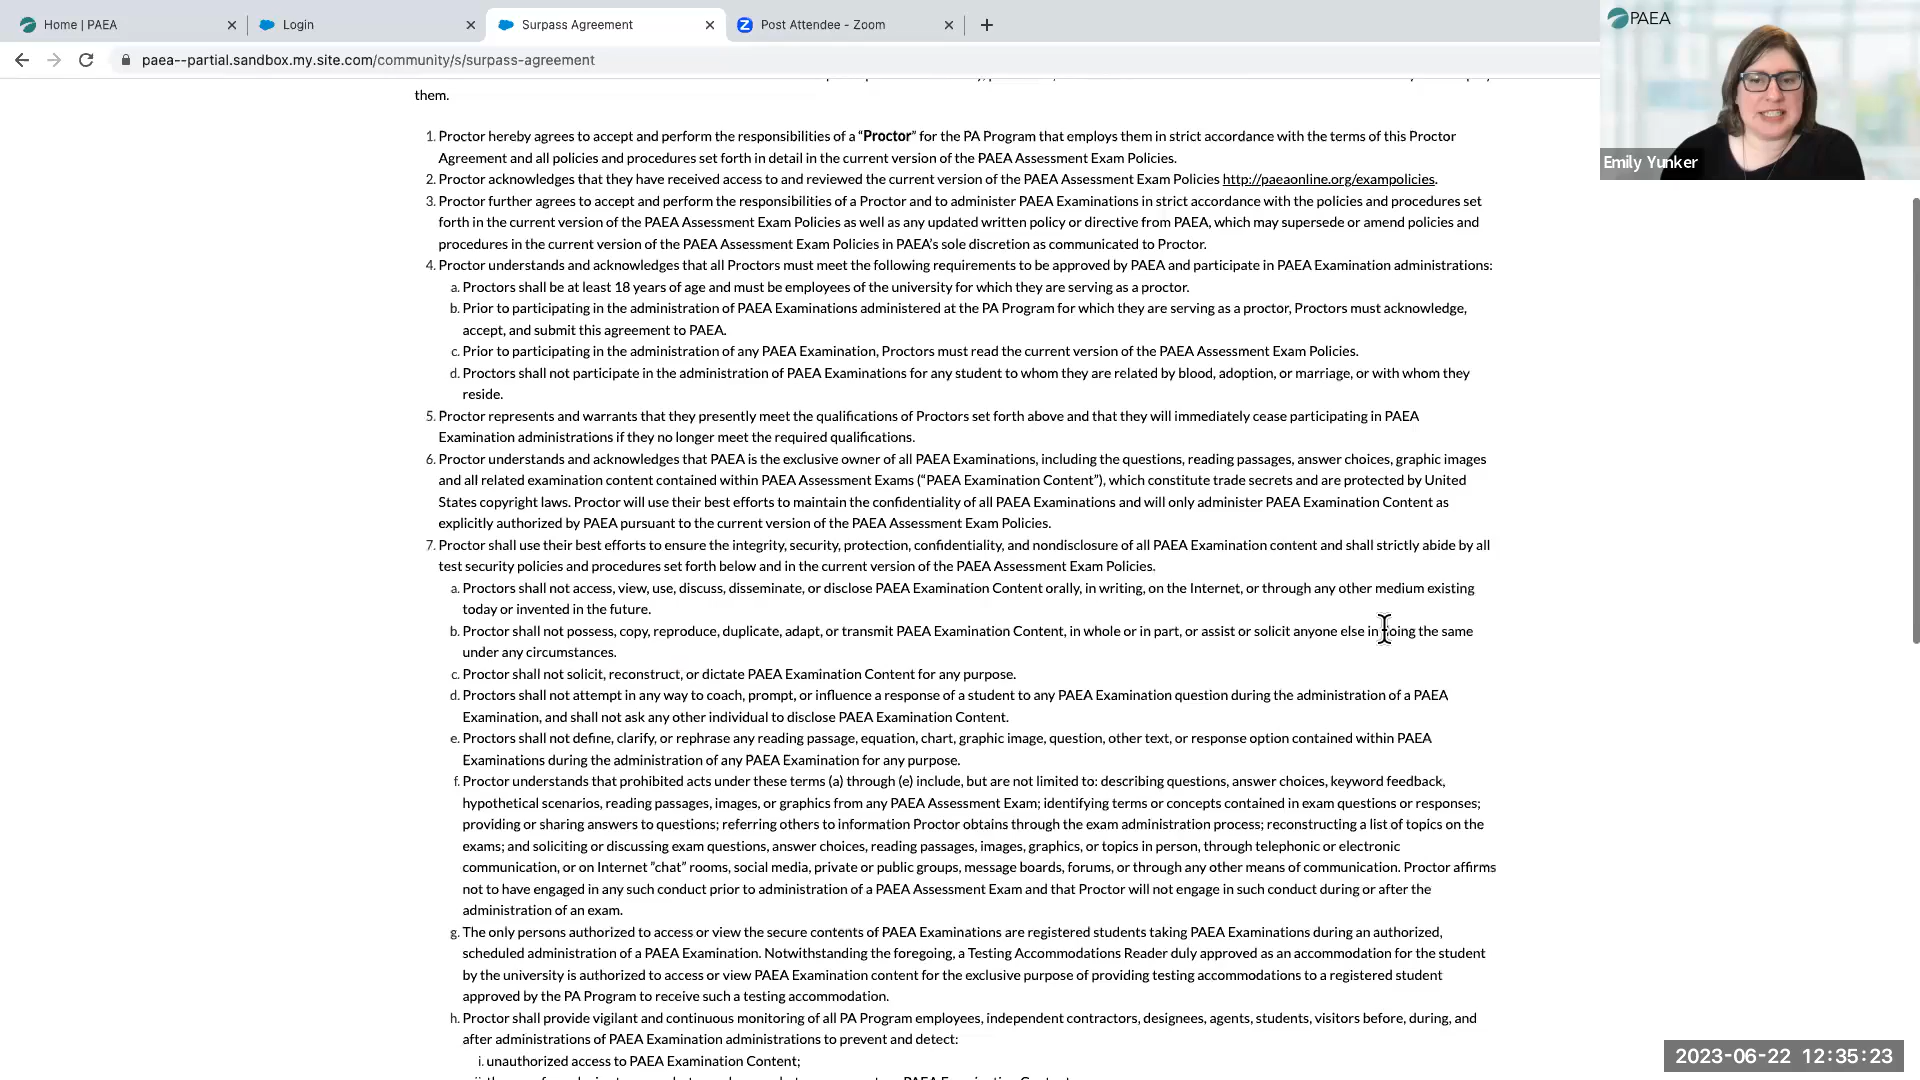 Home | PAEA
Login
Surpass Agreement
Post Attendee - Zoom
paea--partial.sandbox.my.site.com/community/s/surpass-agreement
PAEA
Emily Yunker
them.
1. Proctor hereby agrees to accept and perform the responsibilities of a “Proctor” for the PA Program that employs them in strict accordance with the terms of this Proctor
Agreement and all policies and procedures set forth in detail in the current version of the PAEA Assessment Exam Policies.
2. Proctor acknowledges that they have received access to and reviewed the current version of the PAEA Assessment Exam Policies http://paeaonline.org/exampolicies.
3. Proctor further agrees to accept and perform the responsibilities of a Proctor and to administer PAEA Examinations in strict accordance with the policies and procedures set
forth in the current version of the PAEA Assessment Exam Policies as well as any updated written policy or directive from PAEA, which may supersede or amend policies and
procedures in the current version of the PAEA Assessment Exam Policies in PAEA’s sole discretion as communicated to Proctor.
4. Proctor understands and acknowledges that all Proctors must meet the following requirements to be approved by PAEA and participate in PAEA Examination administrations:
a. Proctors shall be at least 18 years of age and must be employees of the university for which they are serving as a proctor.
b. Prior to participating in the administration of PAEA Examinations administered at the PA Program for which they are serving as a proctor, Proctors must acknowledge,
accept, and submit this agreement to PAEA.
c. Prior to participating in the administration of any PAEA Examination, Proctors must read the current version of the PAEA Assessment Exam Policies.
d. Proctors shall not participate in the administration of PAEA Examinations for any student to whom they are related by blood, adoption, or marriage, or with whom they
reside.
5. Proctor represents and warrants that they presently meet the qualifications of Proctors set forth above and that they will immediately cease participating in PAEA
Examination administrations if they no longer meet the required qualifications.
6. Proctor understands and acknowledges that PAEA is the exclusive owner of all PAEA Examinations, including the questions, reading passages, answer choices, graphic images
and all related examination content contained within PAEA Assessment Exams (“PAEA Examination Content”), which constitute trade secrets and are protected by United
States copyright laws. Proctor will use their best efforts to maintain the confidentiality of all PAEA Examinations and will only administer PAEA Examination Content as
explicitly authorized by PAEA pursuant to the current version of the PAEA Assessment Exam Policies.
7. Proctor shall use their best efforts to ensure the integrity, security, protection, confidentiality, and nondisclosure of all PAEA Examination content and shall strictly abide by all
test security policies and procedures set forth below and in the current version of the PAEA Assessment Exam Policies.
a. Proctors shall not access, view, use, discuss, disseminate, or disclose PAEA Examination Content orally, in writing, on the Internet, or through any other medium existing
today or invented in the future.
b. Proctor shall not possess, copy, reproduce, duplicate, adapt, or transmit PAEA Examination Content, in whole or in part, or assist or solicit anyone else in doing the same
under any circumstances.
c. Proctor shall not solicit, reconstruct, or dictate PAEA Examination Content for any purpose.
d. Proctors shall not attempt in any way to coach, prompt, or influence a response of a student to any PAEA Examination question during the administration of a PAEA
Examination, and shall not ask any other individual to disclose PAEA Examination Content.
e. Proctors shall not define, clarify, or rephrase any reading passage, equation, chart, graphic image, question, other text, or response option contained within PAEA
Examinations during the administration of any PAEA Examination for any purpose.
f. Proctor understands that prohibited acts under these terms (a) through (e) include, but are not limited to: describing questions, answer choices, keyword feedback,
hypothetical scenarios, reading passages, images, or graphics from any PAEA Assessment Exam; identifying terms or concepts contained in exam questions or responses;
providing or sharing answers to questions; referring others to information Proctor obtains through the exam administration process; reconstructing a list of topics on the
exams; and soliciting or discussing exam questions, answer choices, reading passages, images, graphics, or topics in person, through telephonic or electronic
communication, or on Internet ”chat” rooms, social media, private or public groups, message boards, forums, or through any other means of communication. Proctor affirms
not to have engaged in any such conduct prior to administration of a PAEA Assessment Exam and that Proctor will not engage in such conduct during or after the
administration of an exam.
g. The only persons authorized to access or view the secure contents of PAEA Examinations are registered students taking PAEA Examinations during an authorized,
scheduled administration of a PAEA Examination. Notwithstanding the foregoing, a Testing Accommodations Reader duly approved as an accommodation for the student
by the university is authorized to access or view PAEA Examination content for the exclusive purpose of providing testing accommodations to a registered student
approved by the PA Program to receive such a testing accommodation.
h. Proctor shall provide vigilant and continuous monitoring of all PA Program employees, independent contractors, designees, agents, students, visitors before, during, and
after administrations of PAEA Examination administrations to prevent and detect:
i. unauthorized access to PAEA Examination Content;
2023-06-22 12:35:23